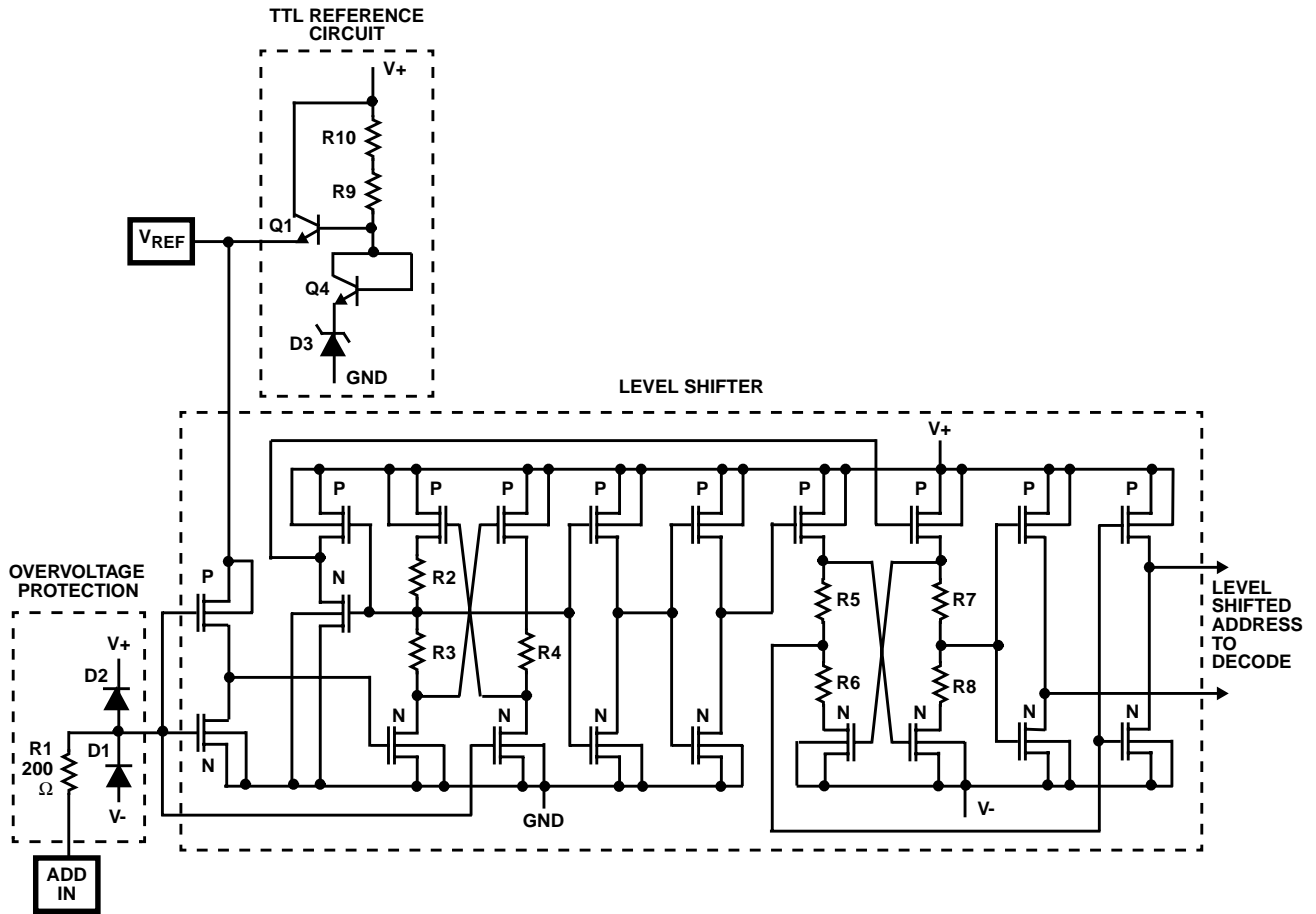 TTL REFERENCE
CIRCUIT
V+
R10
R9
Q1
VREF
Q4
D3
GND
LEVEL SHIFTER
V+
P P P P P P P P
OVERVOLTAGE
PROTECTION
P
N
R2
R3
R4
R5
R6
R7
R8
LEVEL
SHIFTED
ADDRESS
TO
DECODE
V+
D2
D1
R1
200
Ω
V-
N
N N N N N N N N
GND
V-
ADD
IN